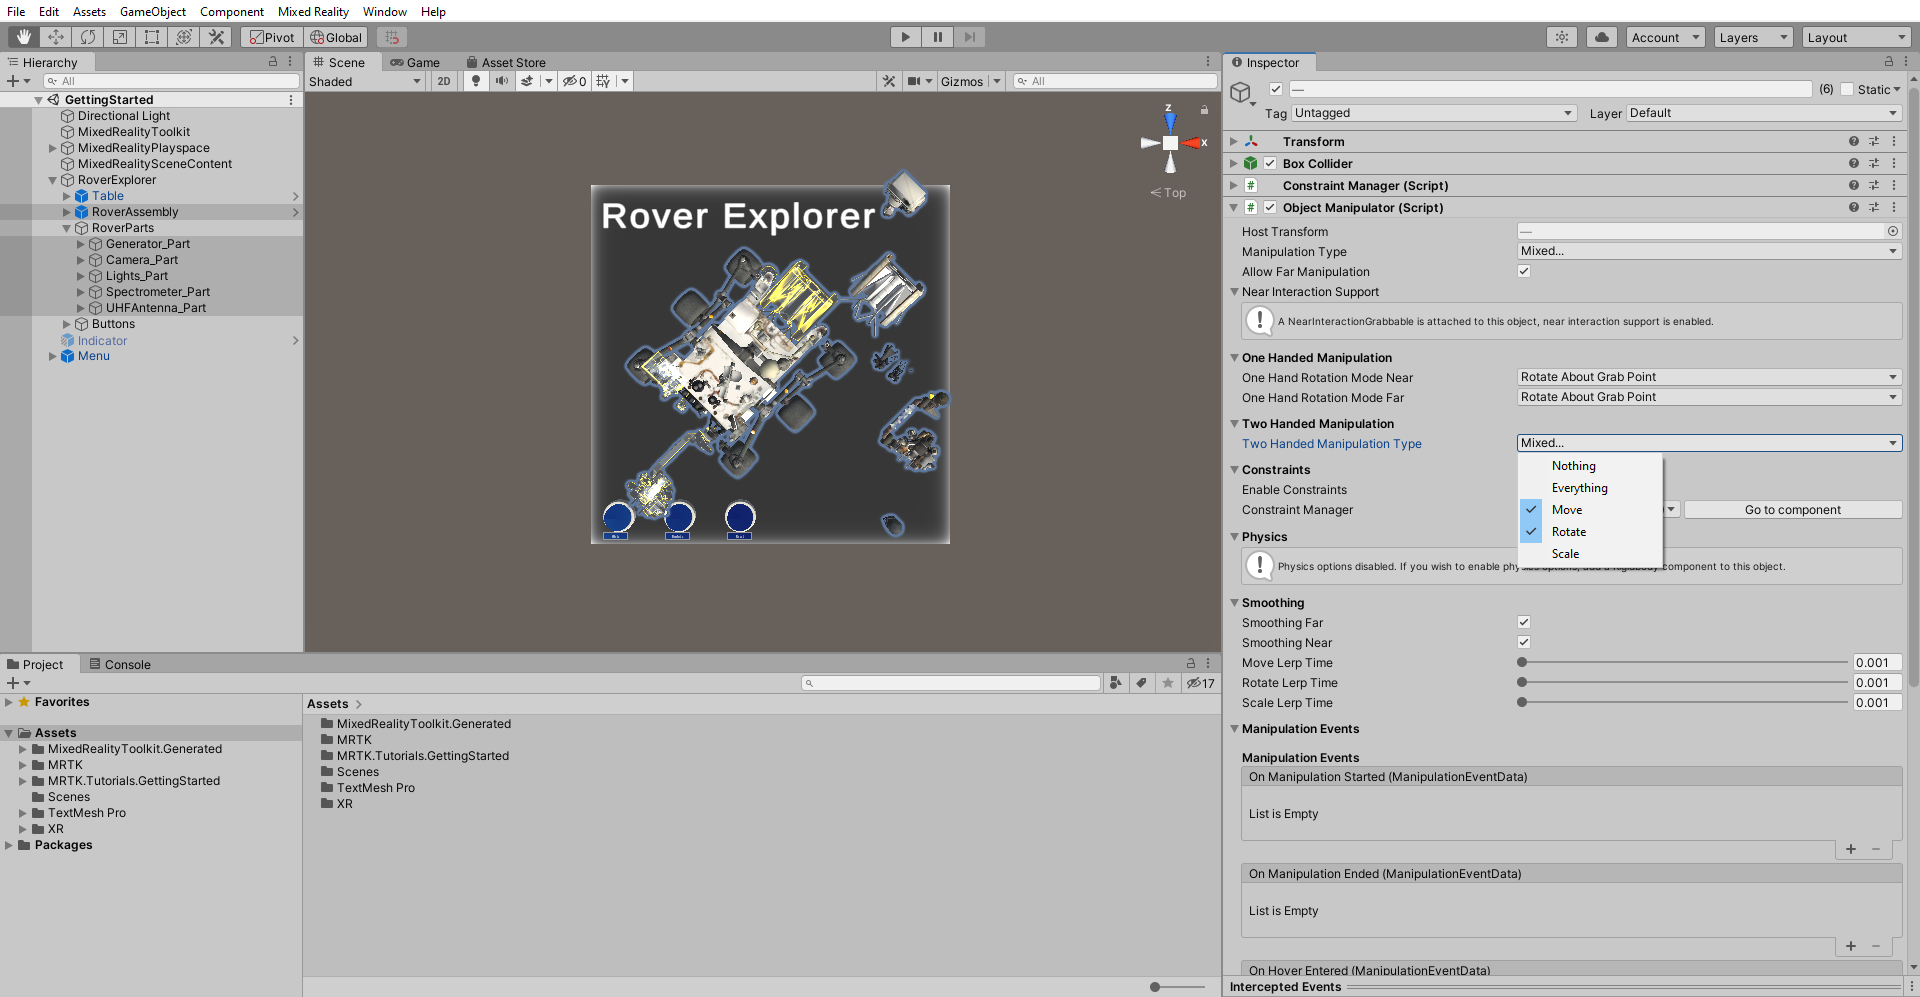 File Edit Assets GameObject Component Mixed Reality Window Help
Pivot Global Account Layers Layout
Hierarchy
All
GettingStarted
Directional Light
MixedRealityToolkit
MixedRealityPlayspace
MixedRealitySceneContent
RoverExplorer
Table
RoverAssembly
RoverParts
Generator_Part
Camera_Part
Lights_Part
Spectrometer_Part
UHFAntenna_Part
Buttons
Indicator
Menu
Scene Game Asset Store
Shaded 2D 0 Gizmos All
z
x
Top
Rover Explorer
Inspector
— (6) Static
Tag Untagged Layer Default
Transform
Box Collider
# Constraint Manager (Script)
# Object Manipulator (Script)
Host Transform —
Manipulation Type Mixed...
Allow Far Manipulation
Near Interaction Support
A NearInteractionGrabbable is attached to this object, near interaction support is enabled.
One Handed Manipulation
One Hand Rotation Mode Near Rotate About Grab Point
One Hand Rotation Mode Far Rotate About Grab Point
Two Handed Manipulation
Two Handed Manipulation Type Mixed...
Nothing
Everything
Move
Rotate
Scale
Constraints
Enable Constraints
Constraint Manager Go to component
Physics
Physics options disabled. If you wish to enable physics options, add a Rigidbody component to this object.
Smoothing
Smoothing Far
Smoothing Near
Move Lerp Time 0.001
Rotate Lerp Time 0.001
Scale Lerp Time 0.001
Manipulation Events
Manipulation Events
On Manipulation Started (ManipulationEventData)
List is Empty
+ −
On Manipulation Ended (ManipulationEventData)
List is Empty
+ −
On Hover Entered (ManipulationEventData)
Intercepted Events
Project Console
17
Favorites
Assets
MixedRealityToolkit.Generated
MRTK
MRTK.Tutorials.GettingStarted
Scenes
TextMesh Pro
XR
Packages
Assets
MixedRealityToolkit.Generated
MRTK
MRTK.Tutorials.GettingStarted
Scenes
TextMesh Pro
XR